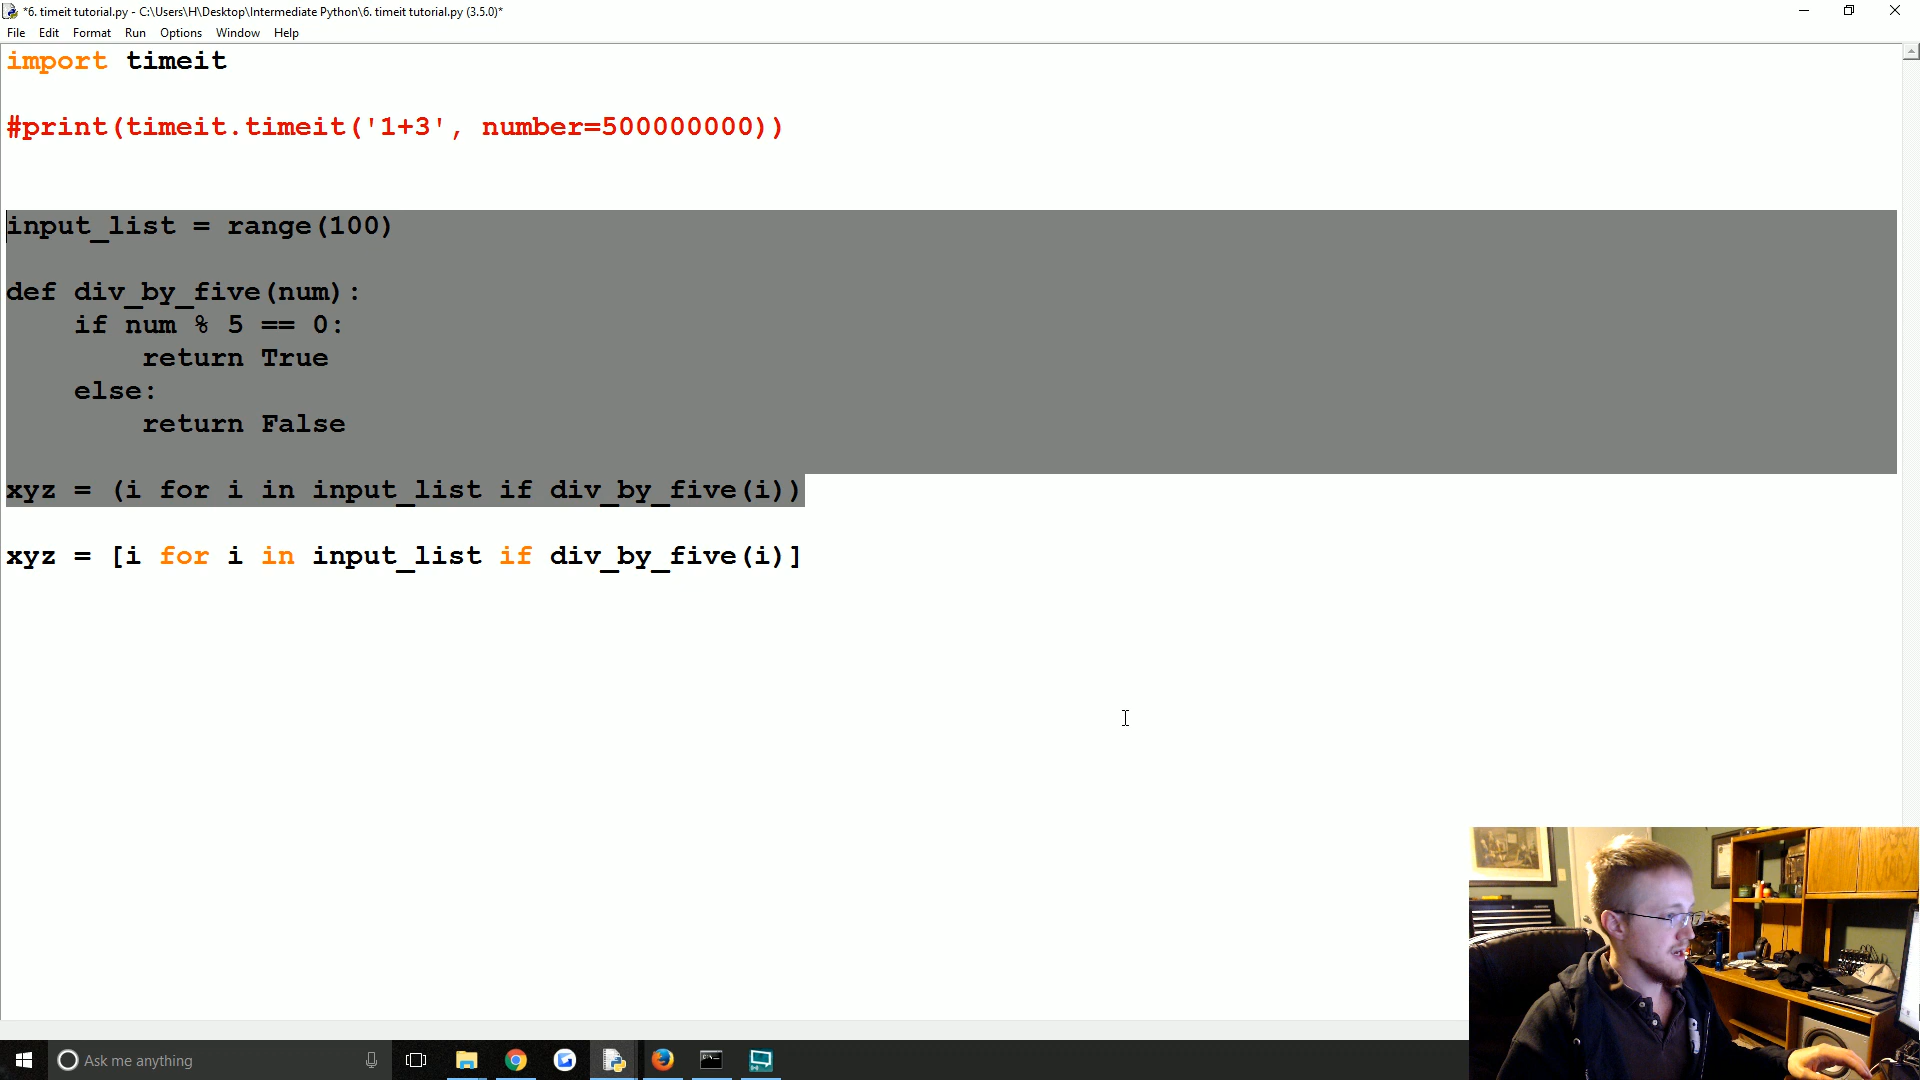 *6. timeit tutorial.py - C:\Users\H\Desktop\Intermediate Python\6. timeit tutorial.py (3.5.0)*
File Edit Format Run Options Window Help
import timeit
#print(timeit.timeit('1+3', number=500000000))
input_list = range(100)
def div_by_five(num):
    if num % 5 == 0:
        return True
    else:
        return False
xyz = (i for i in input_list if div_by_five(i))
xyz = [i for i in input_list if div_by_five(i)]
Ask me anything